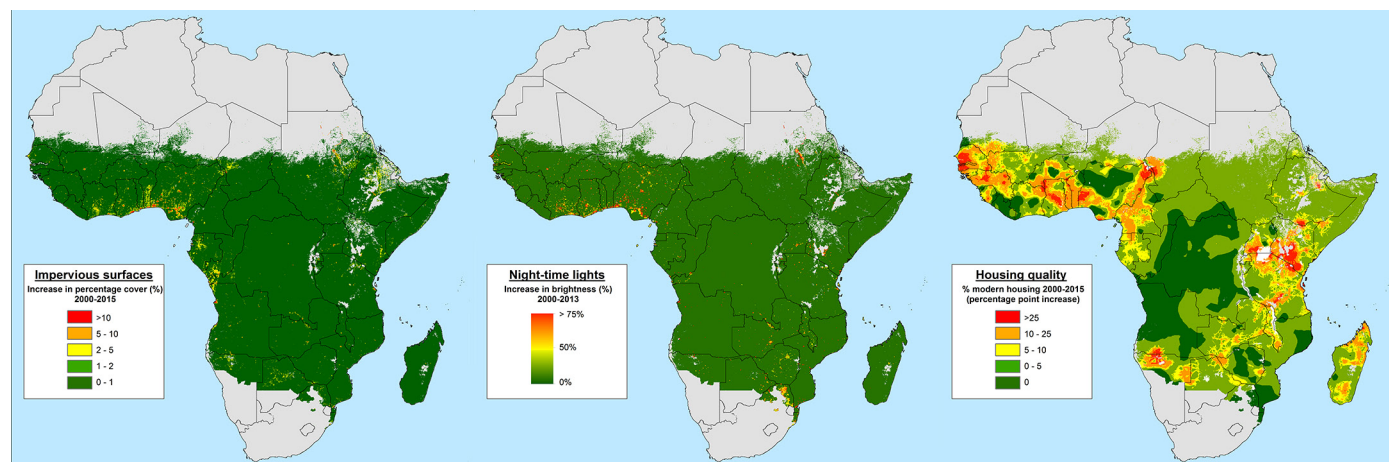 Impervious surfaces
Increase in percentage cover (%)
2000-2015
>10
5 - 10
2 - 5
1 - 2
0 - 1
Night-time lights
Increase in brightness (%)
2000-2013
> 75%
50%
0%
Housing quality
% modern housing 2000-2015
(percentage point increase)
>25
10 - 25
5 - 10
0 - 5
0